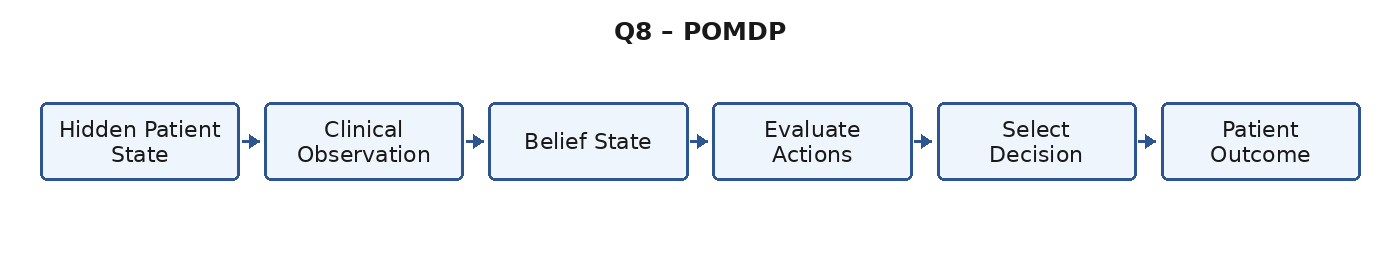 Q8 – POMDP
Hidden Patient
State
Clinical
Observation
Belief State
Evaluate
Actions
Select
Decision
Patient
Outcome